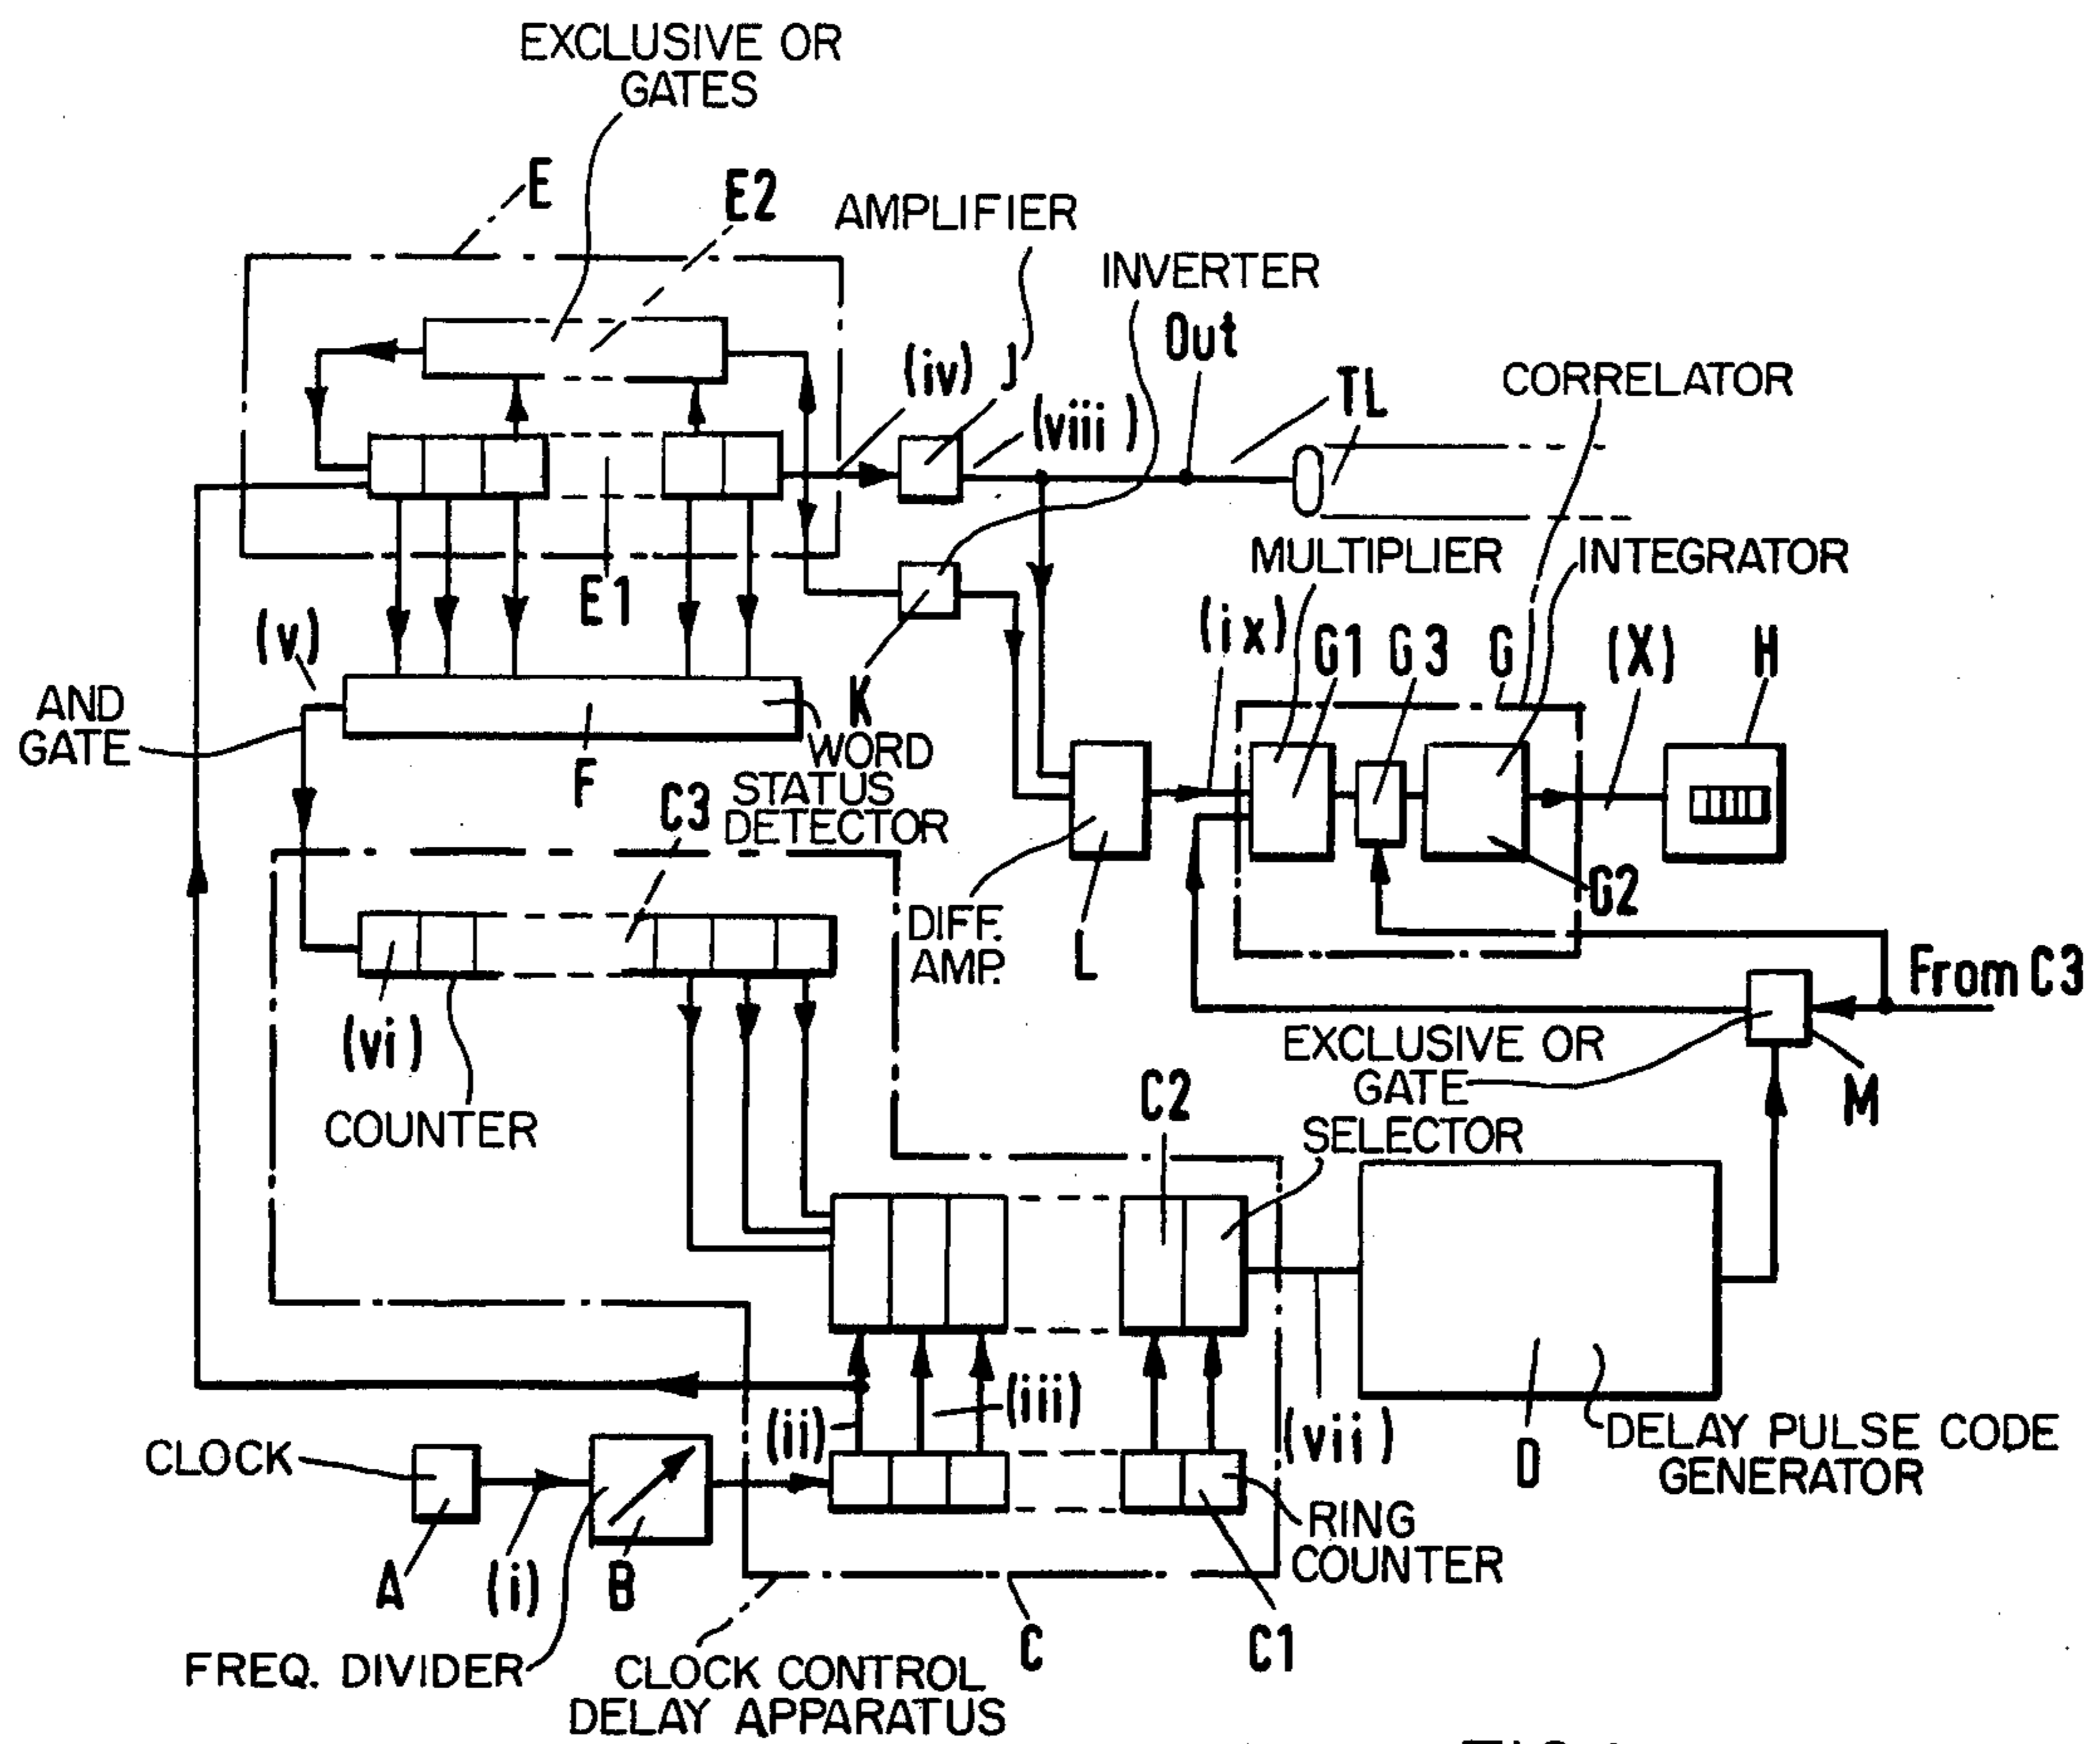 EXCLUSIVE OR
GATES
E
E2
AMPLIFIER
INVERTER
Out
(iv)
J
(viii)
TL
CORRELATOR
E1
MULTIPLIER
INTEGRATOR
(v)
(ix)
G1
G3
G
(X)
H
AND
GATE
K
F
WORD
STATUS
DETECTOR
C3
G2
DIFF.
AMP.
L
From C3
(vi)
COUNTER
EXCLUSIVE OR
GATE
M
C2
SELECTOR
(ii)
(iii)
(vii)
CLOCK
D
DELAY PULSE CODE
GENERATOR
A
(i)
B
RING
COUNTER
FREQ. DIVIDER
CLOCK CONTROL
DELAY APPARATUS
C
C1